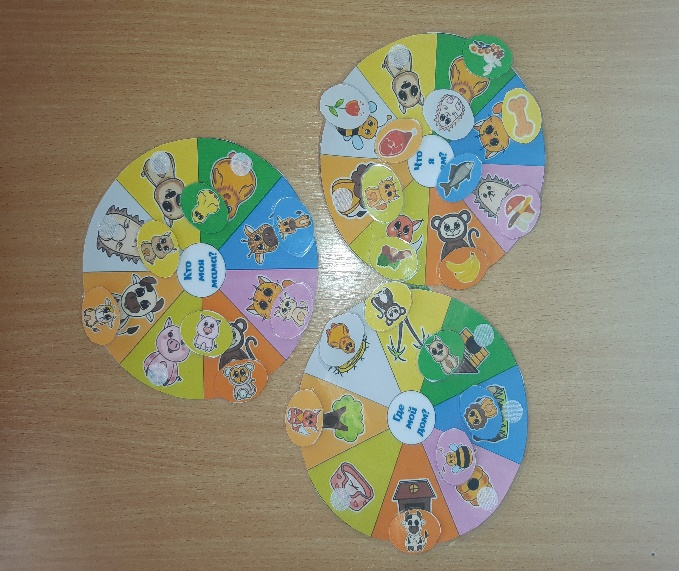 Кто
моя
мама?
Что
я
ем?
Где
мой
дом?